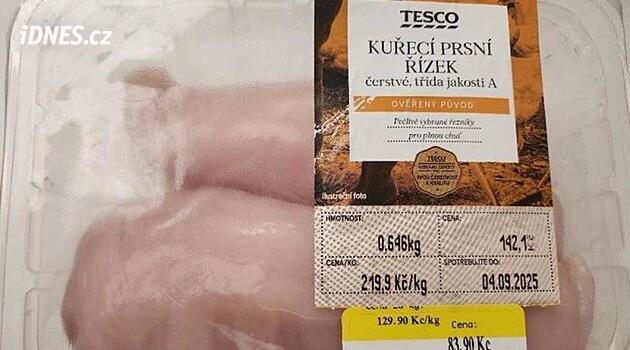 iDNES.cz
TESCO
KUŘECÍ PRSNÍ
ŘÍZEK
čerstvé, třída jakosti A
OVĚŘENÝ PŮVOD
Pečlivě vybrané řezníky
pro plnou chuť
TESCO
Ilustrační foto
HMOTNOST:
0.646kg
CENA:
142,1
CENA/KG:
219.9 Kč/kg
SPOTŘEBUJTE DO:
04.09.2025
129.90 Kc/kg
Cena:
83.90 Kc